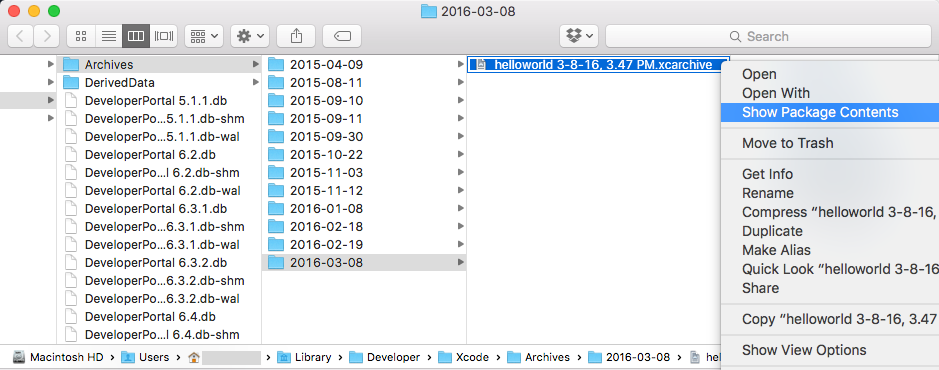 2016-03-08
Search
Archives
DerivedData
DeveloperPortal 5.1.1.db
DeveloperPo...5.1.1.db-shm
DeveloperPo...5.1.1.db-wal
DeveloperPortal 6.2.db
DeveloperPo...l 6.2.db-shm
DeveloperPo...l 6.2.db-wal
DeveloperPortal 6.3.1.db
DeveloperPo...6.3.1.db-shm
DeveloperPo...6.3.1.db-wal
DeveloperPortal 6.3.2.db
DeveloperPo...6.3.2.db-shm
DeveloperPo...6.3.2.db-wal
DeveloperPortal 6.4.db
DeveloperPo...l 6.4.db-shm
2015-04-09
2015-08-11
2015-09-10
2015-09-11
2015-09-30
2015-10-22
2015-11-03
2015-11-12
2016-01-08
2016-02-18
2016-02-19
2016-03-08
helloworld 3-8-16, 3.47 PM.xcarchive
Open
Open With
Show Package Contents
Move to Trash
Get Info
Rename
Compress “helloworld 3-8-16,
Duplicate
Make Alias
Quick Look “helloworld 3-8-16
Share
Copy “helloworld 3-8-16, 3.47
Show View Options
Macintosh HD
Users
Library
Developer
Xcode
Archives
2016-03-08
hel